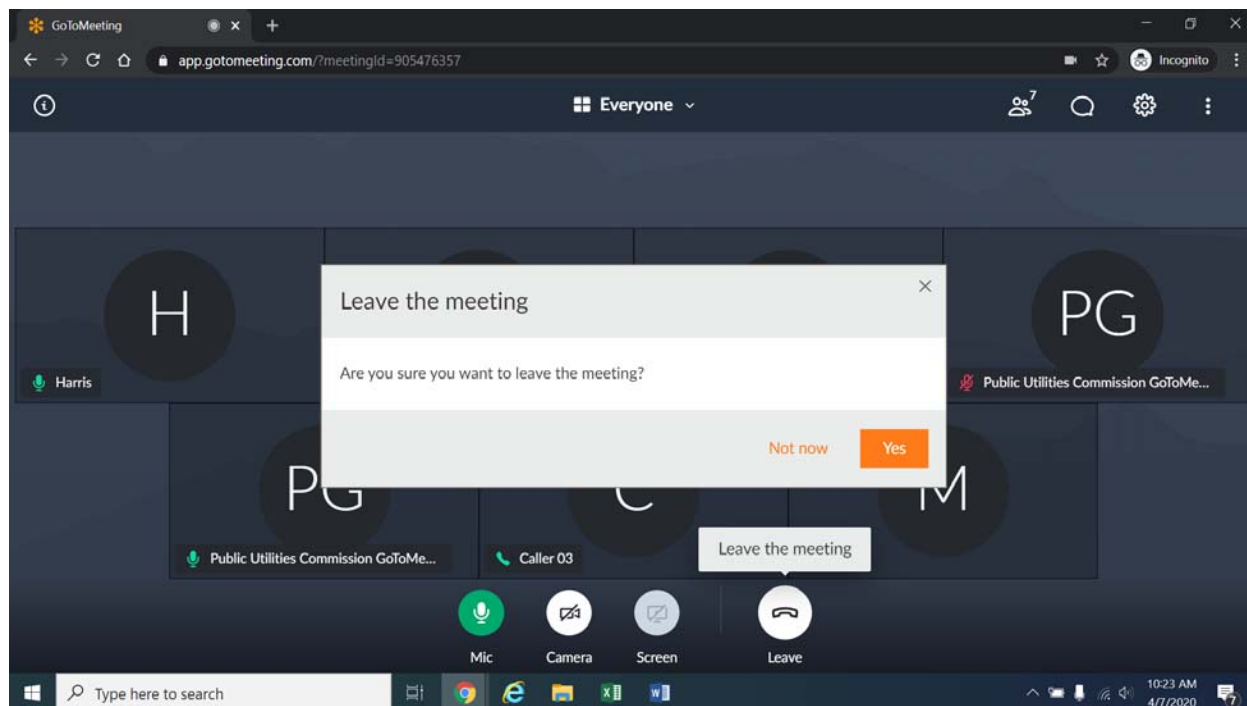 GoToMeeting
app.gotomeeting.com/?meetingId=905476357
Incognito
Everyone
7
H
PG
Harris
Public Utilities Commission GoToMe...
Leave the meeting
Are you sure you want to leave the meeting?
Not now
Yes
PG
C
M
Public Utilities Commission GoToMe...
Caller 03
Leave the meeting
Mic
Camera
Screen
Leave
Type here to search
10:23 AM
4/7/2020
7